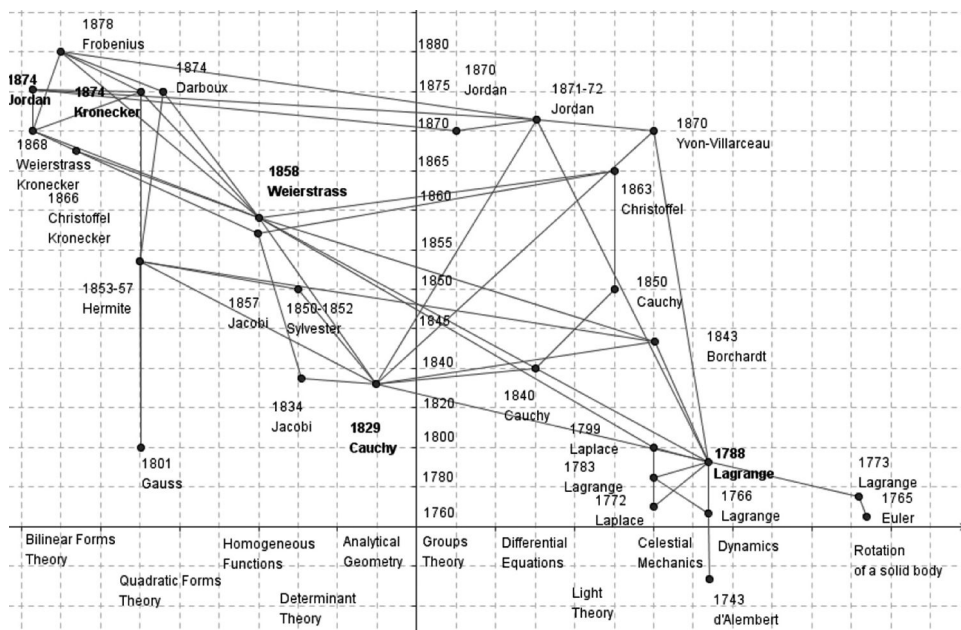 1878
Frobenius
1874
Jordan
1874
Kronecker
1874
Darboux
1868
Weierstrass
Kronecker
1866
Christoffel
Kronecker
1858
Weierstrass
1853-57
Hermite
1857
Jacobi
1850-1852
Sylvester
1834
Jacobi
1829
Cauchy
1801
Gauss
1880
1875
1870
1865
1860
1855
1850
1845
1840
1820
1800
1780
1760
1870
Jordan
1871-72
Jordan
1870
Yvon-Villarceau
1863
Christoffel
1850
Cauchy
1843
Borchardt
1840
Cauchy
1799
Laplace
1788
Lagrange
1783
Lagrange
1772
Laplace
1766
Lagrange
1773
Lagrange
1765
Euler
1743
d'Alembert
Bilinear Forms
Theory
Quadratic Forms
Theory
Homogeneous
Functions
Determinant
Theory
Analytical
Geometry
Groups
Theory
Differential
Equations
Light
Theory
Celestial
Mechanics
Dynamics
Rotation
of a solid body